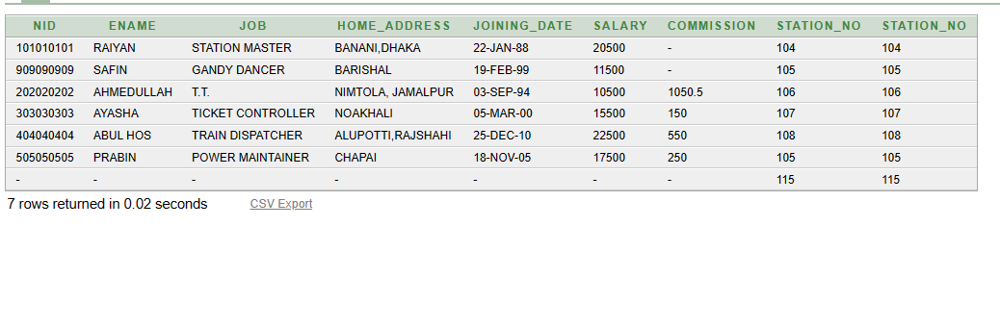 NID ENAME JOB HOME_ADDRESS JOINING_DATE SALARY COMMISSION STATION_NO STATION_NO
101010101 RAIYAN STATION MASTER BANANI,DHAKA 22-JAN-88 20500 - 104 104
909090909 SAFIN GANDY DANCER BARISHAL 19-FEB-99 11500 - 105 105
202020202 AHMEDULLAH T.T. NIMTOLA, JAMALPUR 03-SEP-94 10500 1050.5 106 106
303030303 AYASHA TICKET CONTROLLER NOAKHALI 05-MAR-00 15500 150 107 107
404040404 ABUL HOS TRAIN DISPATCHER ALUPOTTI,RAJSHAHI 25-DEC-10 22500 550 108 108
505050505 PRABIN POWER MAINTAINER CHAPAI 18-NOV-05 17500 250 105 105
- - - - - - - 115 115
7 rows returned in 0.02 seconds CSV Export